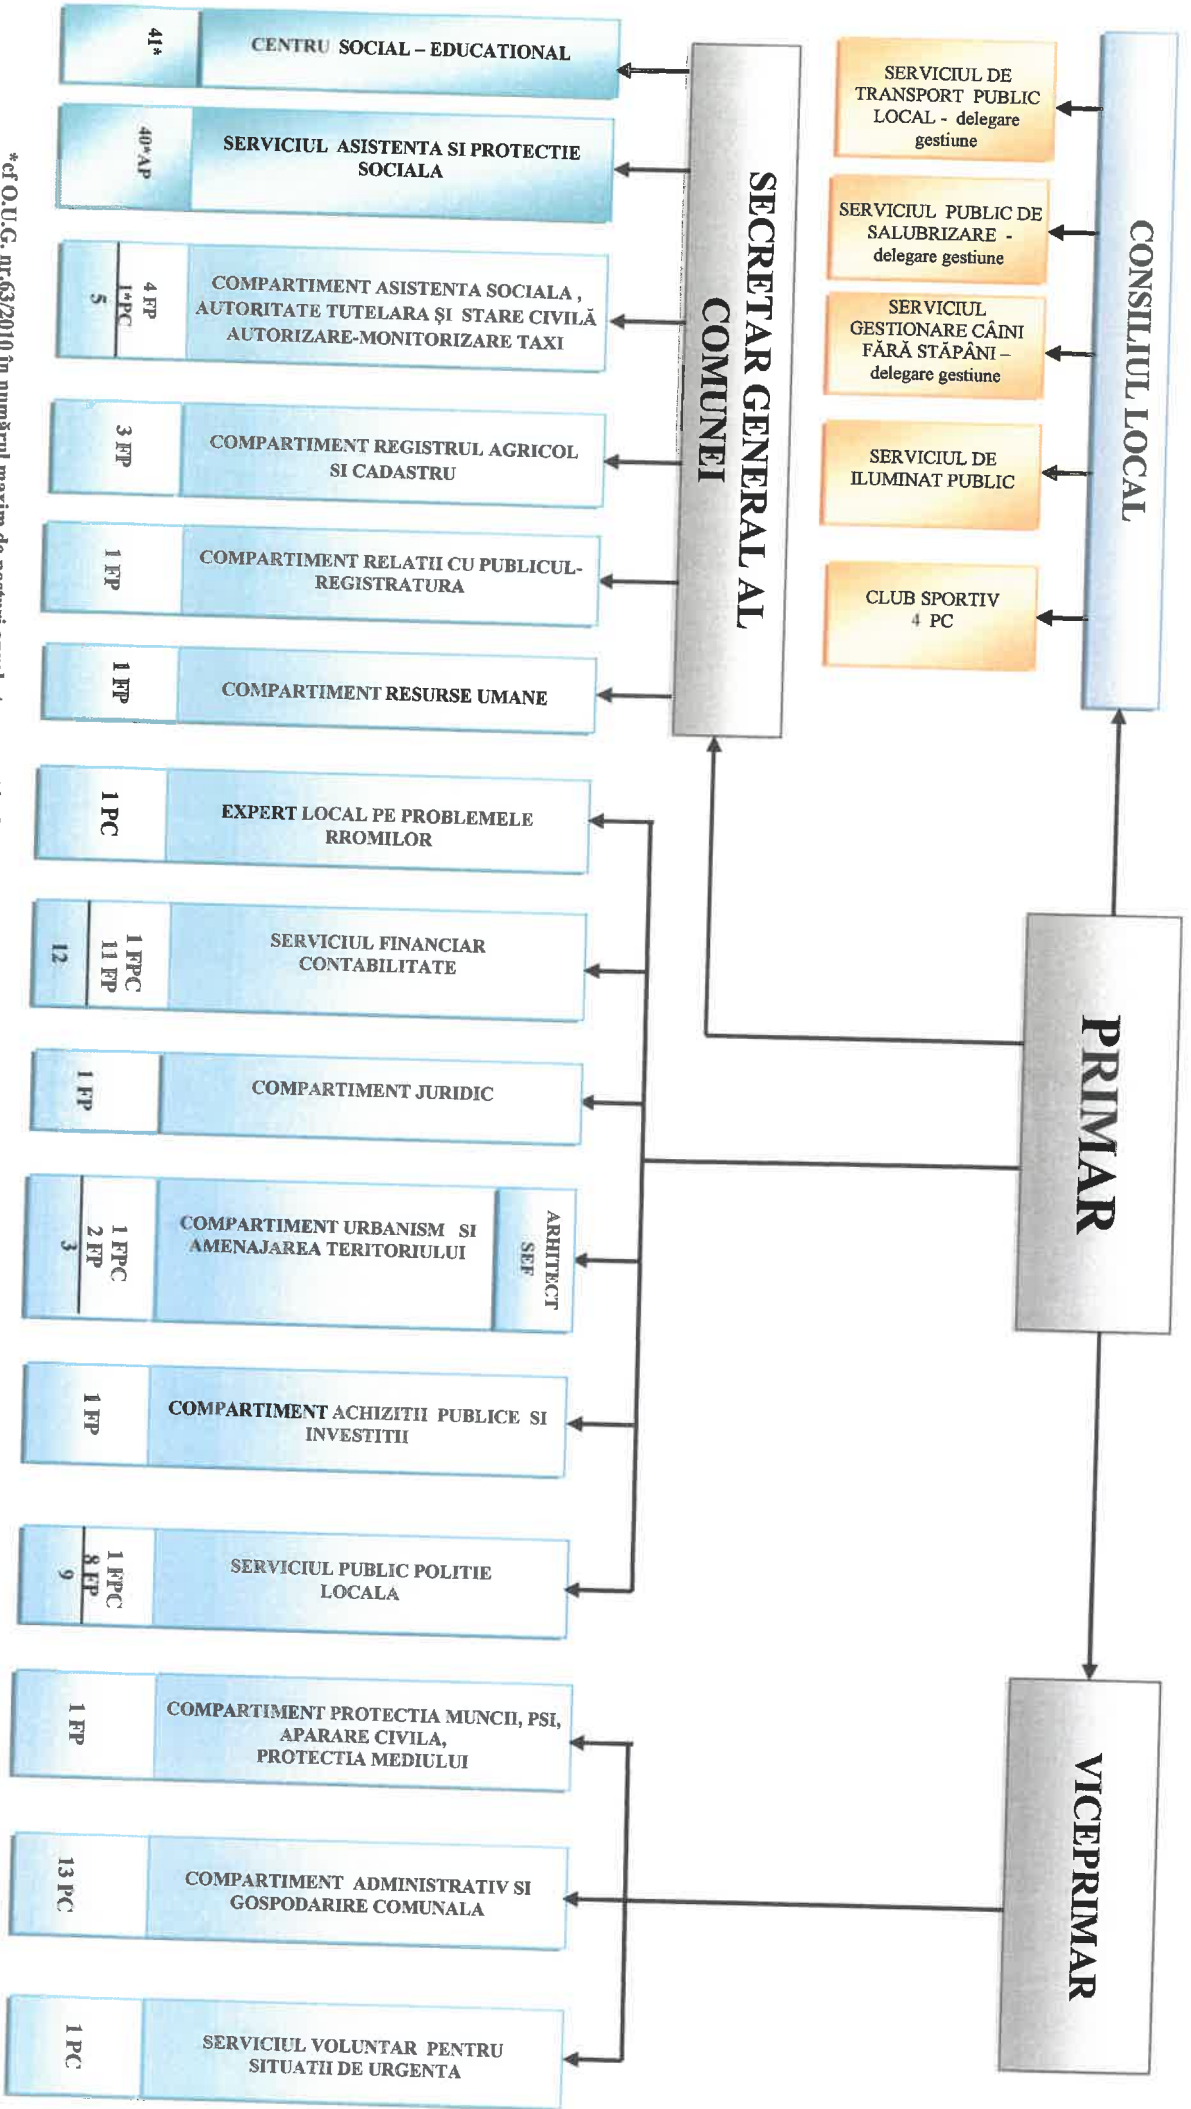 PRIMAR
CONSILIUL LOCAL
VICEPRIMAR
SERVICIUL DE
TRANSPORT PUBLIC
LOCAL - delegare
gestiune
SERVICIUL PUBLIC DE
SALUBRIZARE -
delegare gestiune
SERVICIUL
GESTIONARE CÂINI
FĂRĂ STĂPÂNI –
delegare gestiune
SERVICIUL DE
ILUMINAT PUBLIC
CLUB SPORTIV
4 PC
SECRETAR GENERAL AL
COMUNEI
CENTRU SOCIAL – EDUCATIONAL
41*
SERVICIUL ASISTENTA SI PROTECTIE
SOCIALA
40*AP
COMPARTIMENT ASISTENTA SOCIALA ,
AUTORITATE TUTELARA ȘI STARE CIVILĂ
AUTORIZARE-MONITORIZARE TAXI
4 FP
1*PC
5
COMPARTIMENT REGISTRUL AGRICOL
SI CADASTRU
3 FP
COMPARTIMENT RELATII CU PUBLICUL-
REGISTRATURA
1 FP
COMPARTIMENT RESURSE UMANE
1 FP
EXPERT LOCAL PE PROBLEMELE
RROMILOR
1 PC
SERVICIUL FINANCIAR
CONTABILITATE
1 FPC
11 FP
12
COMPARTIMENT JURIDIC
1 FP
ARHITECT
SEF
COMPARTIMENT URBANISM SI
AMENAJAREA TERITORIULUI
1 FPC
2 FP
3
COMPARTIMENT ACHIZITII PUBLICE SI
INVESTITII
1 FP
SERVICIUL PUBLIC POLITIE
LOCALA
1 FPC
8 FP
9
COMPARTIMENT PROTECTIA MUNCII, PSI,
APARARE CIVILA,
PROTECTIA MEDIULUI
1 FP
COMPARTIMENT ADMINISTRATIV SI
GOSPODARIRE COMUNALA
13 PC
SERVICIUL VOLUNTAR PENTRU
SITUATII DE URGENTA
1 PC
*cf O.U.G. nr.63/2010 în numărul maxim de posturi